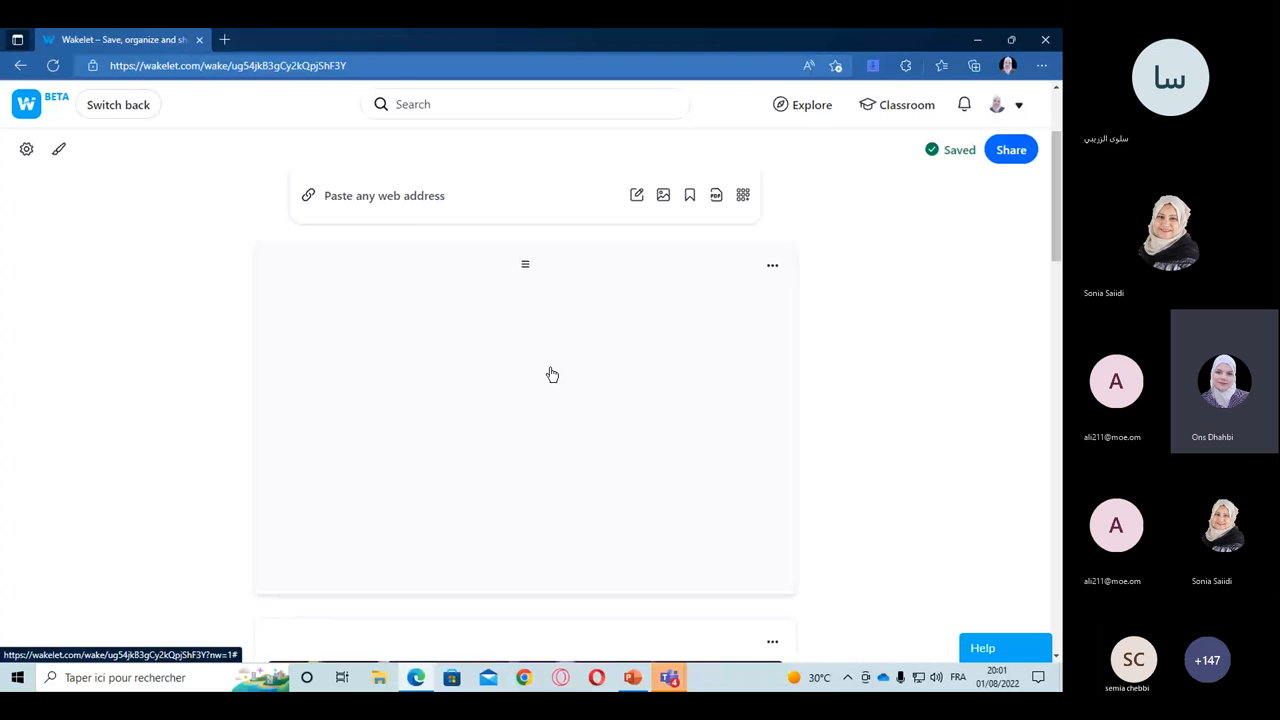 Wakelet – Save, organize and sh
https://wakelet.com/wake/ug54jkB3gCy2kQpjShF3Y
W
BETA
Switch back
Search
Explore
Classroom
Saved
Share
Paste any web address
PDF
https://wakelet.com/wake/ug54jkB3gCy2kQpjShF3Y?nw=1#
Help
Taper ici pour rechercher
30°C
FRA
20:01
01/08/2022
سا
سلوى الزريبي
Sonia Saiidi
A
ali211@moe.om
Ons Dhahbi
A
ali211@moe.om
Sonia Saiidi
SC
semia chebbi
+147